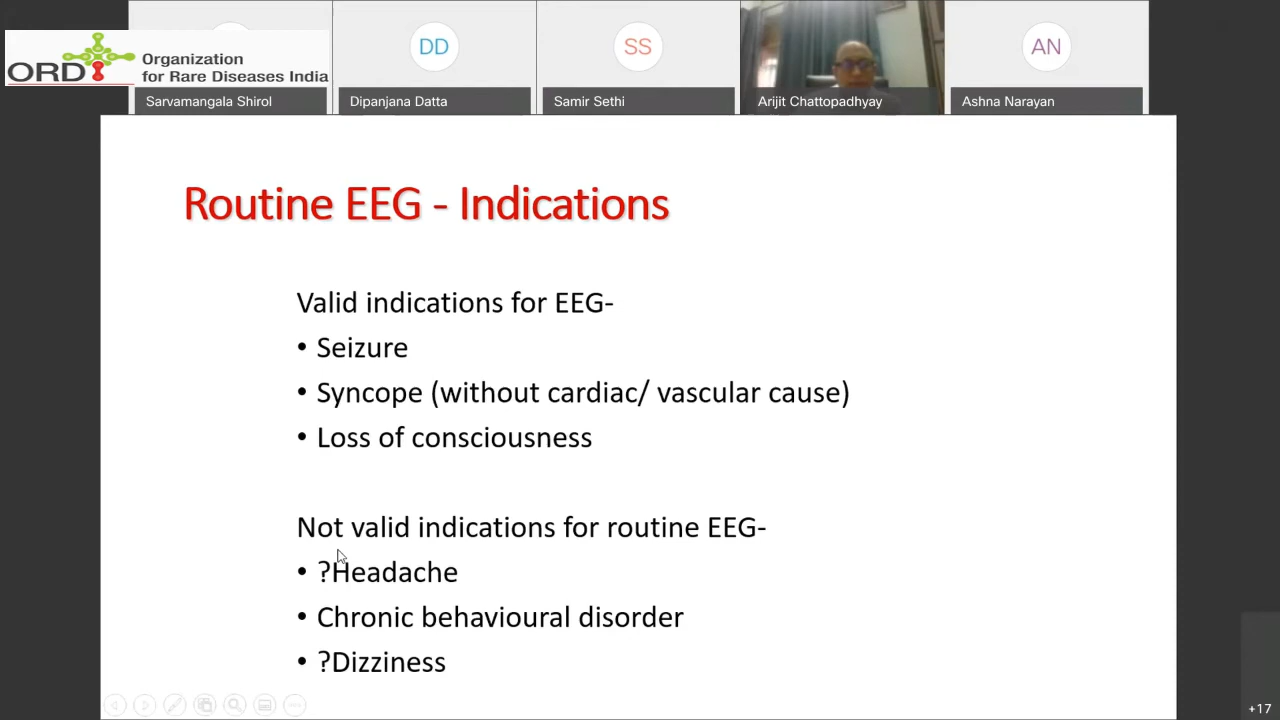 ORDI
Organization
for Rare Diseases India
DD
SS
AN
Sarvamangala Shirol
Dipanjana Datta
Samir Sethi
Arijit Chattopadhyay
Ashna Narayan
Routine EEG - Indications
Valid indications for EEG-
• Seizure
• Syncope (without cardiac/ vascular cause)
• Loss of consciousness
Not valid indications for routine EEG-
• ?Headache
• Chronic behavioural disorder
• ?Dizziness
+17